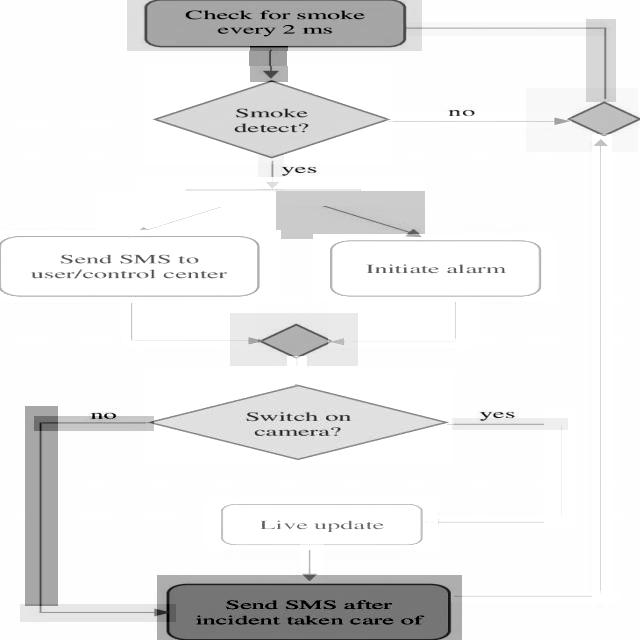 Check for smoke
every 2 ms
Smoke
detect?
no
yes
Send SMS to
user/control center
Initiate alarm
no
Switch on
camera?
yes
Live update
Send SMS after
incident taken care of